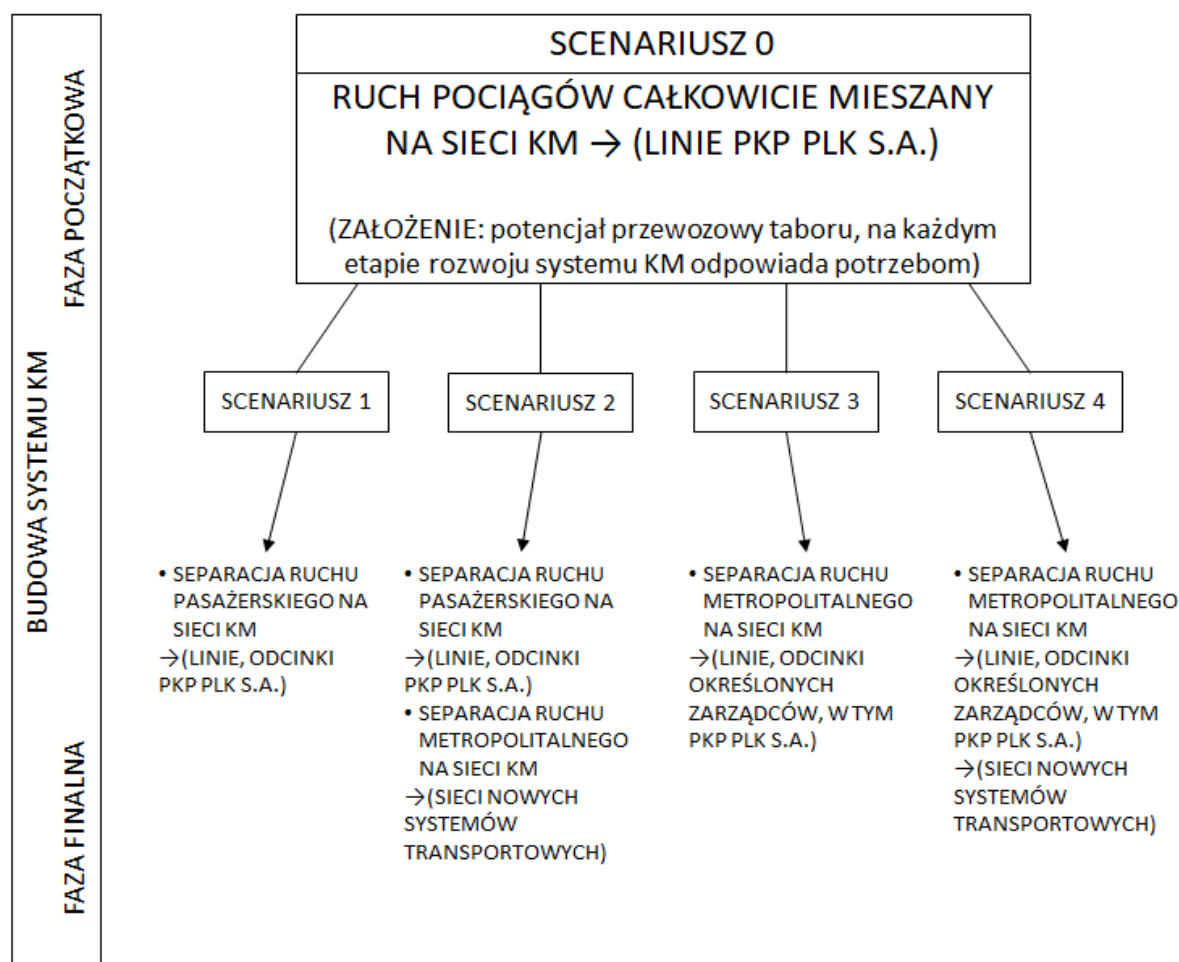 BUDOWA SYSTEMU KM
FAZA POCZĄTKOWA
FAZA FINALNA
SCENARIUSZ 0
RUCH POCIĄGÓW CAŁKOWICIE MIESZANY
NA SIECI KM → (LINIE PKP PLK S.A.)
(ZAŁOŻENIE: potencjał przewozowy taboru, na każdym
etapie rozwoju systemu KM odpowiada potrzebom)
SCENARIUSZ 1
SCENARIUSZ 2
SCENARIUSZ 3
SCENARIUSZ 4
• SEPARACJA RUCHU
PASAŻERSKIEGO NA
SIECI KM
→(LINIE, ODCINKI
PKP PLK S.A.)
• SEPARACJA RUCHU
PASAŻERSKIEGO NA
SIECI KM
→(LINIE, ODCINKI
PKP PLK S.A.)
• SEPARACJA RUCHU
METROPOLITALNEGO
NA SIECI KM
→(SIECI NOWYCH
SYSTEMÓW
TRANSPORTOWYCH)
• SEPARACJA RUCHU
METROPOLITALNEGO
NA SIECI KM
→(LINIE, ODCINKI
OKREŚLONYCH
ZARZĄDCÓW, W TYM
PKP PLK S.A.)
• SEPARACJA RUCHU
METROPOLITALNEGO
NA SIECI KM
→(LINIE, ODCINKI
OKREŚLONYCH
ZARZĄDCÓW, W TYM
PKP PLK S.A.)
→(SIECI NOWYCH
SYSTEMÓW
TRANSPORTOWYCH)